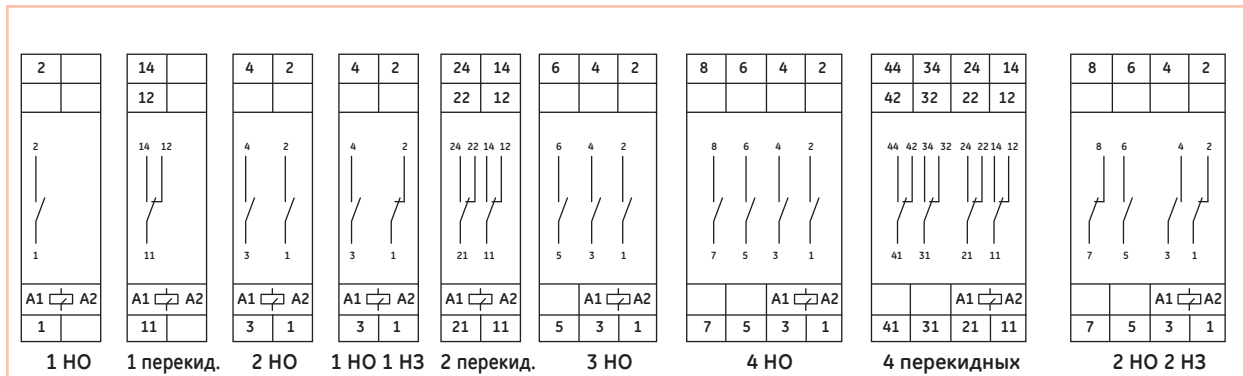 2 14 4 2 4 2 24 14 6 4 2 8 6 4 2 44 34 24 14 8 6 4 2
12 22 12 42 32 22 12
2 14 12 4 2 4 2 24 22 14 12 6 4 2 8 6 4 2 44 42 34 32 24 22 14 12 8 6 4 2
1 11 3 1 3 1 21 11 5 3 1 7 5 3 1 41 31 21 11 7 5 3 1
A1 A2 A1 A2 A1 A2 A1 A2 A1 A2 A1 A2 A1 A2 A1 A2 A1 A2
1 11 3 1 3 1 21 11 5 3 1 7 5 3 1 41 31 21 11 7 5 3 1
1 НО 1 перекид. 2 НО 1 НО 1 НЗ 2 перекид. 3 НО 4 НО 4 перекидных 2 НО 2 НЗ